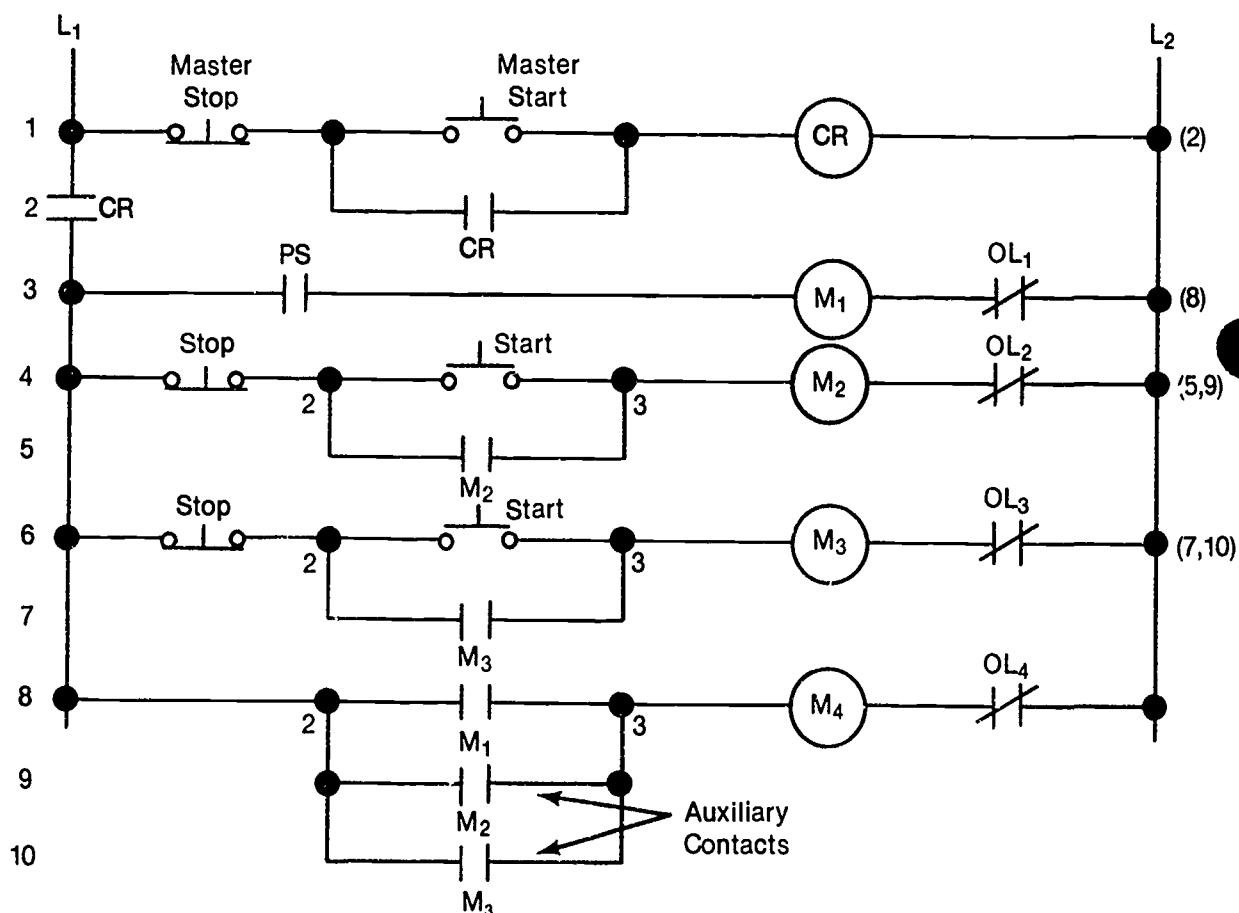 L1
L2
Master
Stop
Master
Start
1
CR
(2)
2
CR
CR
PS
OL1
3
M1
(8)
Stop
Start
OL2
4
2
3
M2
(5,9)
5
M2
Stop
Start
OL3
6
2
3
M3
(7,10)
7
M3
OL4
8
2
3
M4
M1
9
M2
Auxiliary
Contacts
10
M3